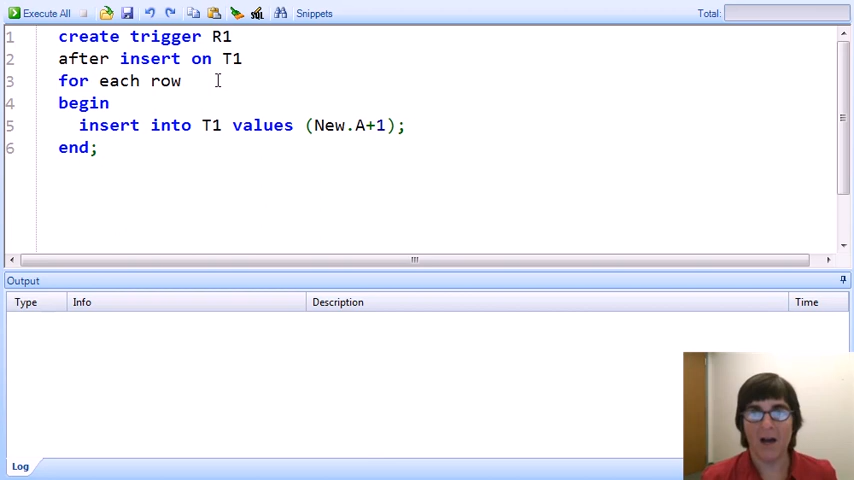 Execute All
SQL
Snippets
Total:
1 create trigger R1
2 after insert on T1
3 for each row
4 begin
5 insert into T1 values (New.A+1);
6 end;
Output
Type Info Description Time
Log